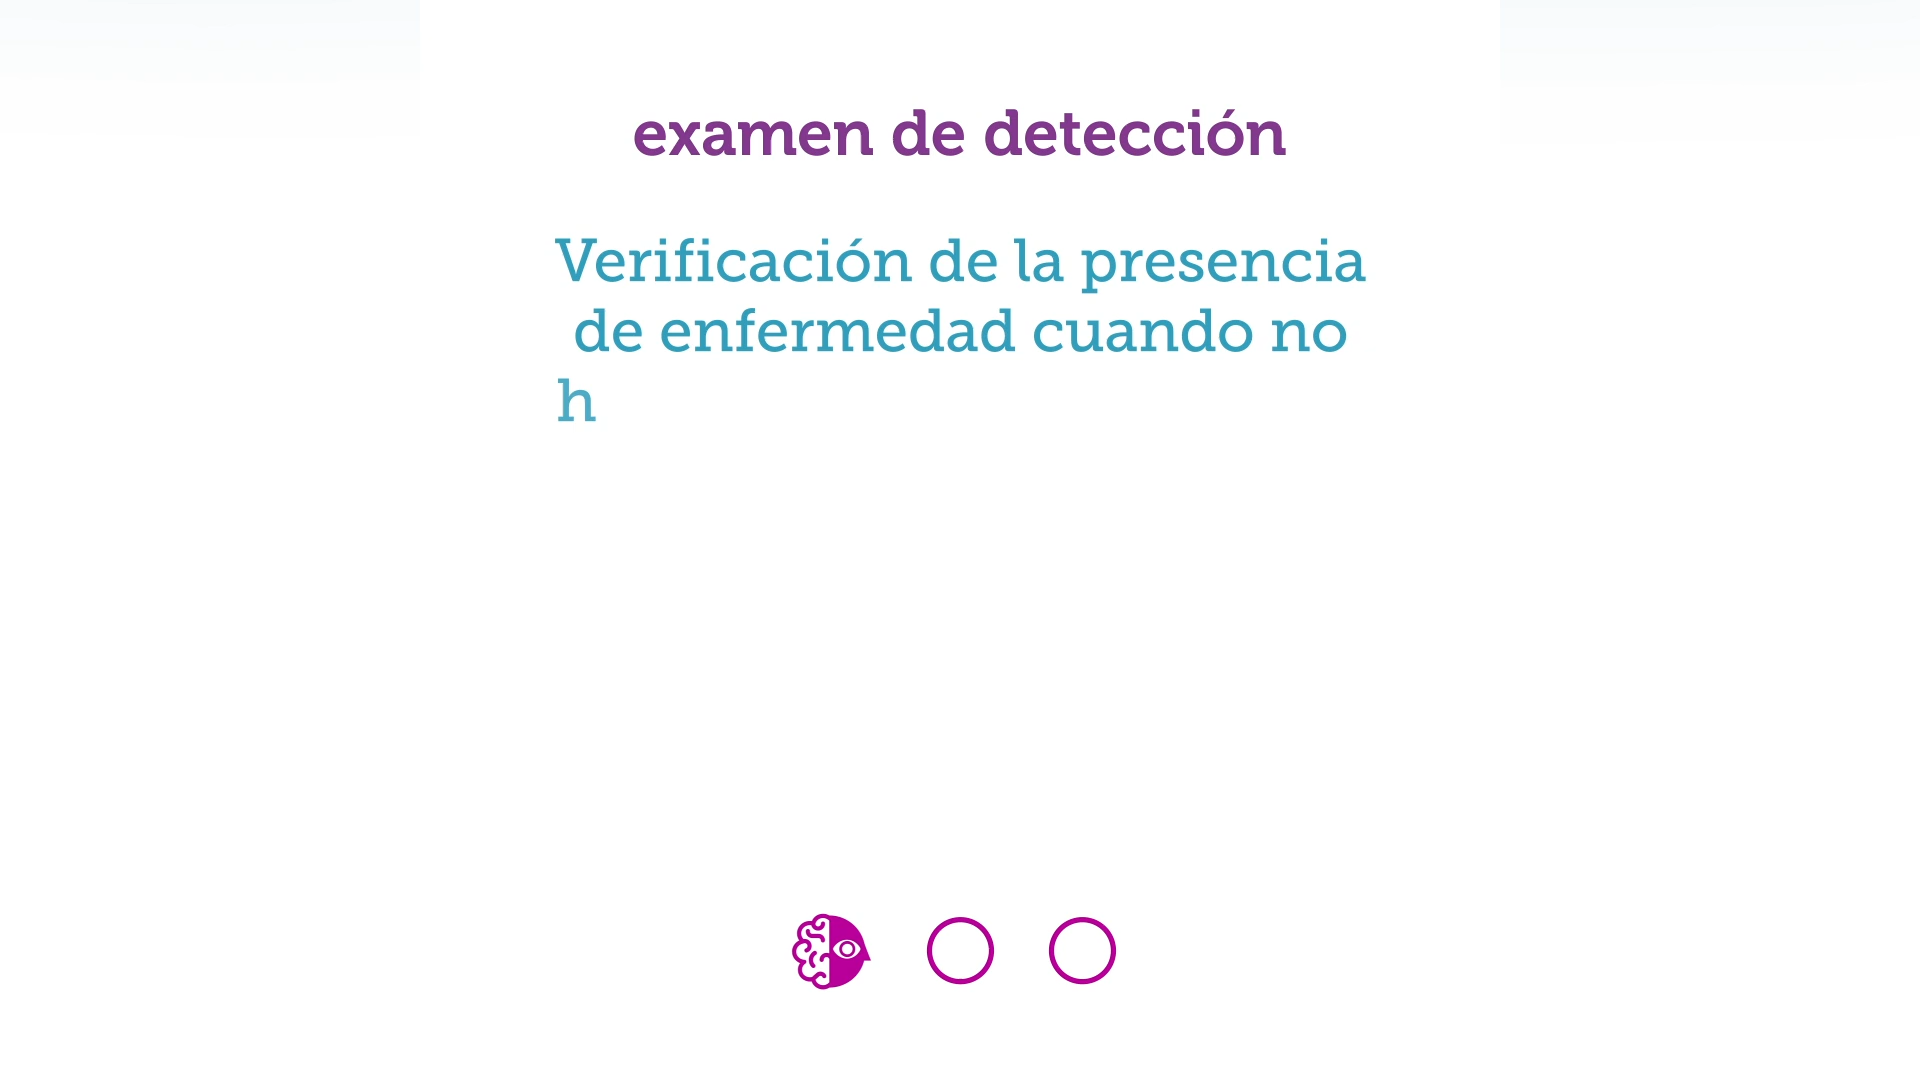 examen de detección
Verificación de la presencia
de enfermedad cuando no
h